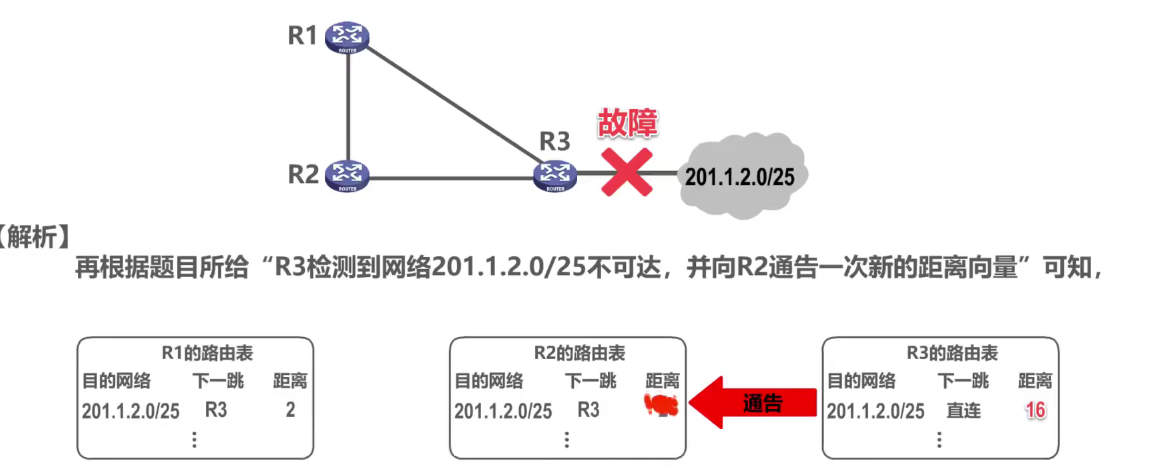 R1
ROUTER
故障
R3
R2
ROUTER
ROUTER
201.1.2.0/25
【解析】
再根据题目所给“R3检测到网络201.1.2.0/25不可达，并向R2通告一次新的距离向量”可知，
R1的路由表
目的网络 下一跳 距离
201.1.2.0/25 R3 2
⋮
R2的路由表
目的网络 下一跳 距离
201.1.2.0/25 R3
⋮
通告
R3的路由表
目的网络 下一跳 距离
201.1.2.0/25 直连 16
⋮